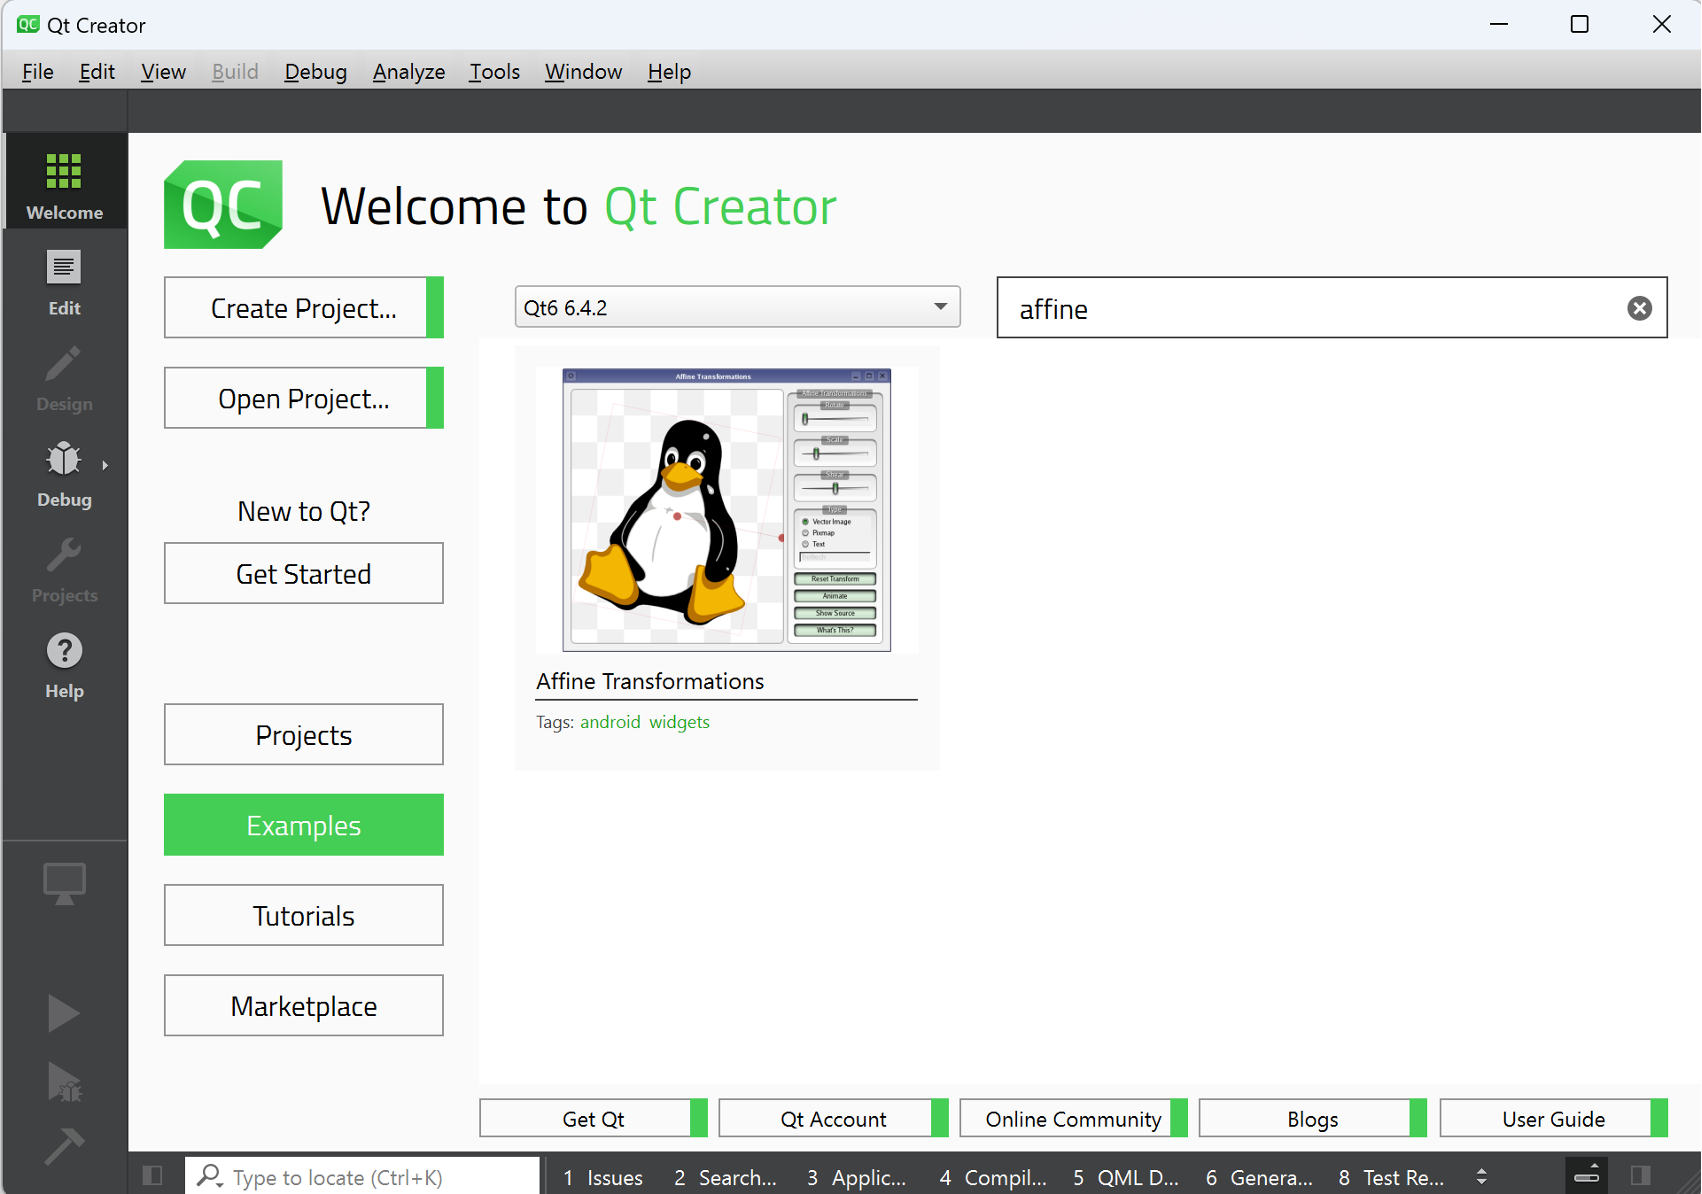 QC Qt Creator
File Edit View Build Debug Analyze Tools Window Help
Welcome
Edit
Design
Debug
Projects
Help
QC Welcome to Qt Creator
Create Project...
Open Project...
New to Qt?
Get Started
Projects
Examples
Tutorials
Marketplace
Qt6 6.4.2
affine
Affine Transformations
Affine Transformations
Rotate
Scale
Shear
Type
Vector Image
Pixmap
Text
Reset Transform
Animate
Show Source
What's This?
Affine Transformations
Tags: android widgets
Get Qt
Qt Account
Online Community
Blogs
User Guide
Type to locate (Ctrl+K)
1 Issues 2 Search... 3 Applic... 4 Compil... 5 QML D... 6 Genera... 8 Test Re...